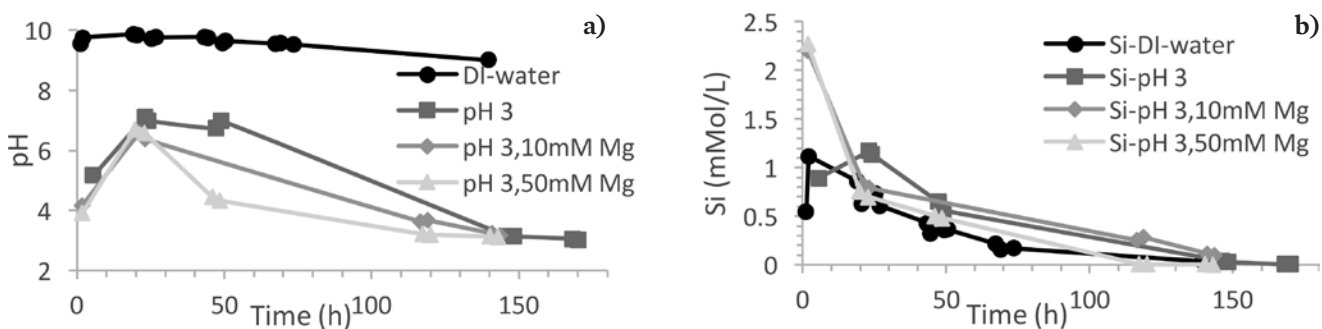 a)
10
8
6
4
2
pH
0
50
100
150
Time (h)
DI-water
pH 3
pH 3,10mM Mg
pH 3,50mM Mg
b)
2.5
2
1.5
1
0.5
0
Si (mMol/L)
0
50
100
150
Time (h)
Si-DI-water
Si-pH 3
Si-pH 3,10mM Mg
Si-pH 3,50mM Mg